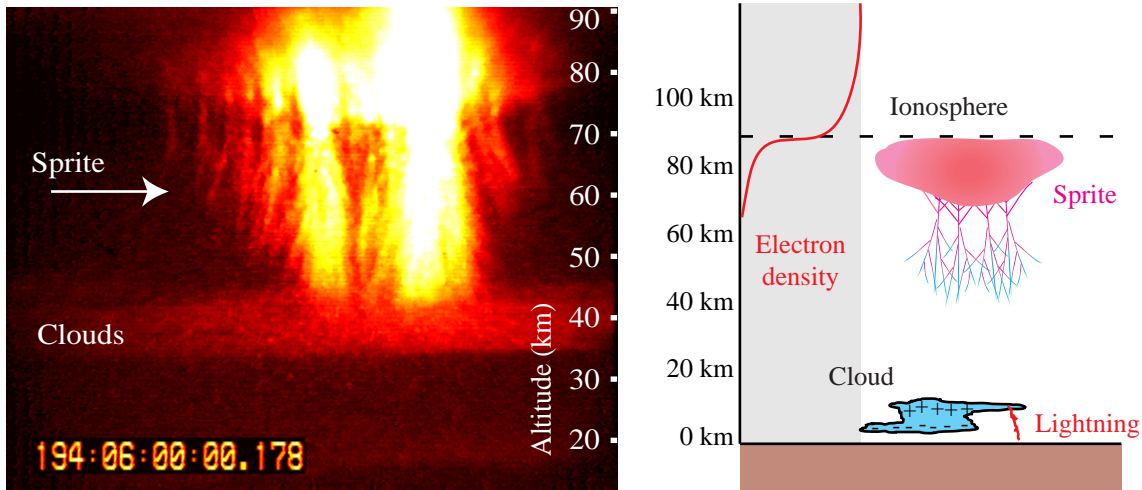 90
80
70
60
50
40
30
20
Altitude (km)
Sprite
Clouds
194:06:00:00.178
100 km
80 km
60 km
40 km
20 km
0 km
Electron
density
Ionosphere
Sprite
Cloud
+ + + + + + +
- - - - - -
Lightning